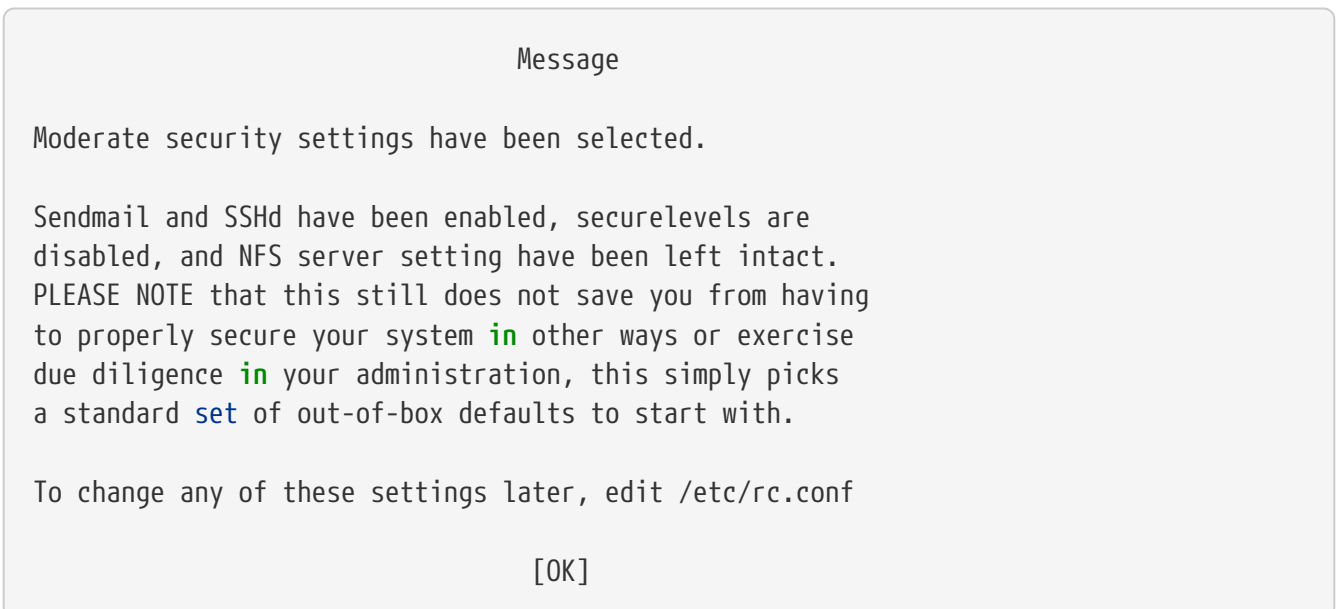 Message
Moderate security settings have been selected.
Sendmail and SSHd have been enabled, securelevels are
disabled, and NFS server setting have been left intact.
PLEASE NOTE that this still does not save you from having
to properly secure your system in other ways or exercise
due diligence in your administration, this simply picks
a standard set of out-of-box defaults to start with.
To change any of these settings later, edit /etc/rc.conf
[OK]